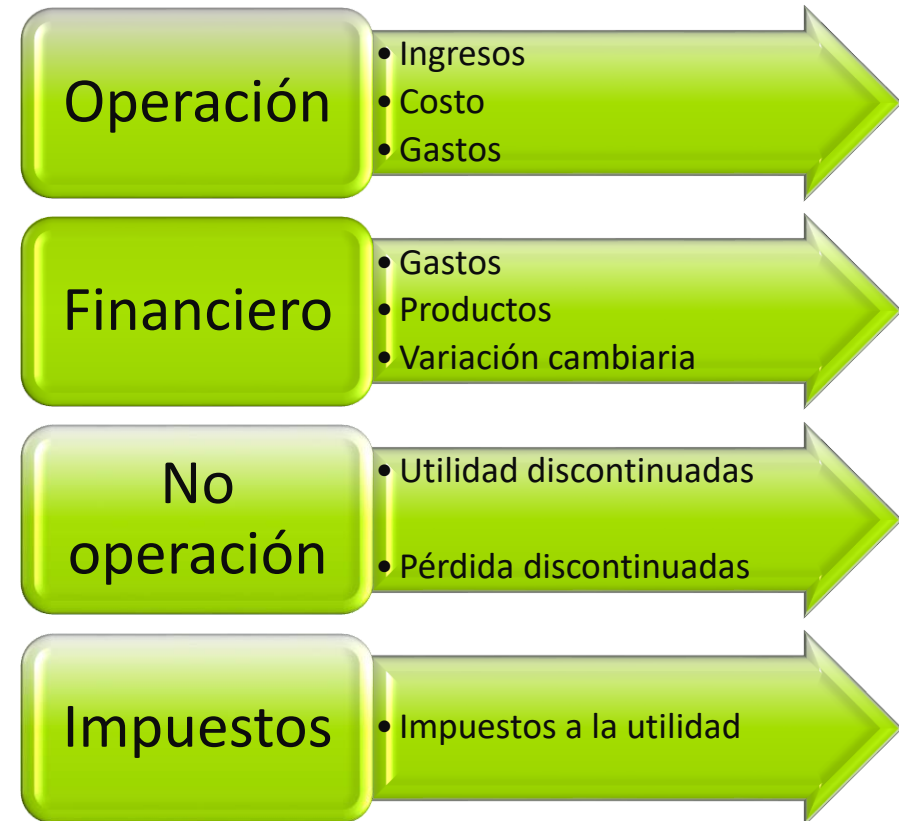 Operación
• Ingresos
• Costo
• Gastos
Financiero
• Gastos
• Productos
• Variación cambiaria
No
operación
• Utilidad discontinuadas
• Pérdida discontinuadas
Impuestos
• Impuestos a la utilidad